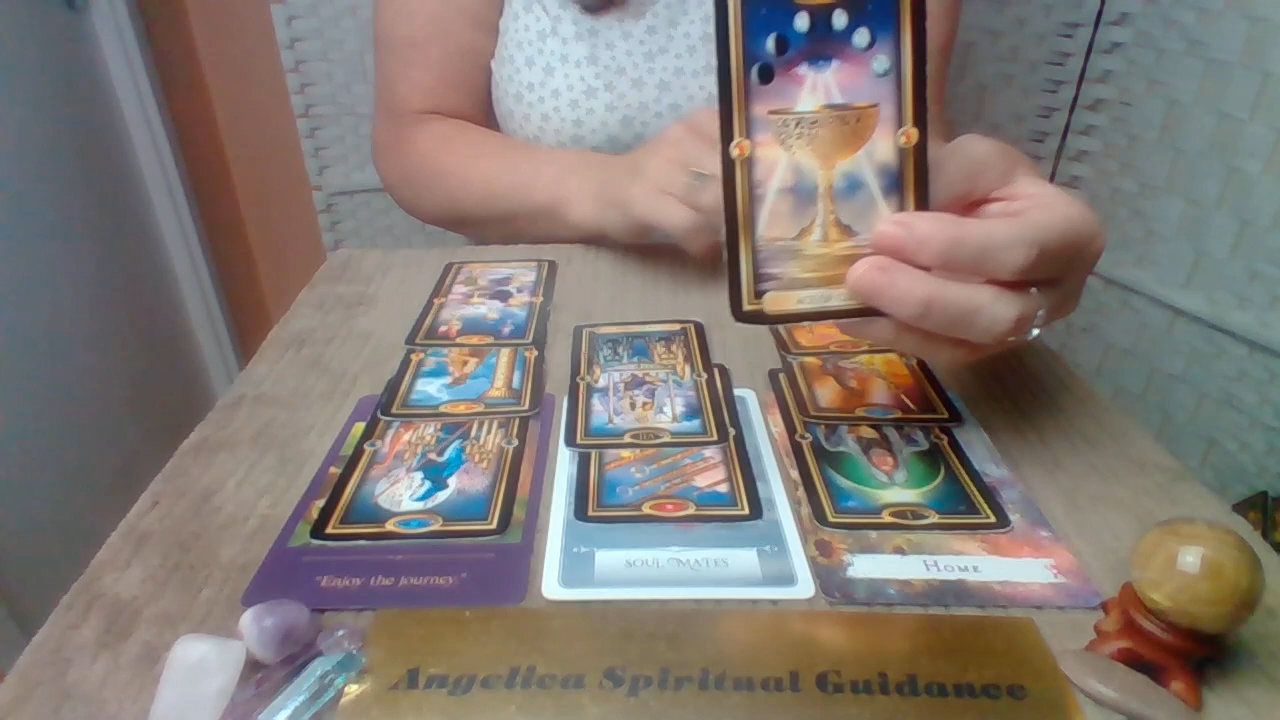 "Enjoy the journey."
SOUL MATES
HOME
Angelica Spiritual Guidance